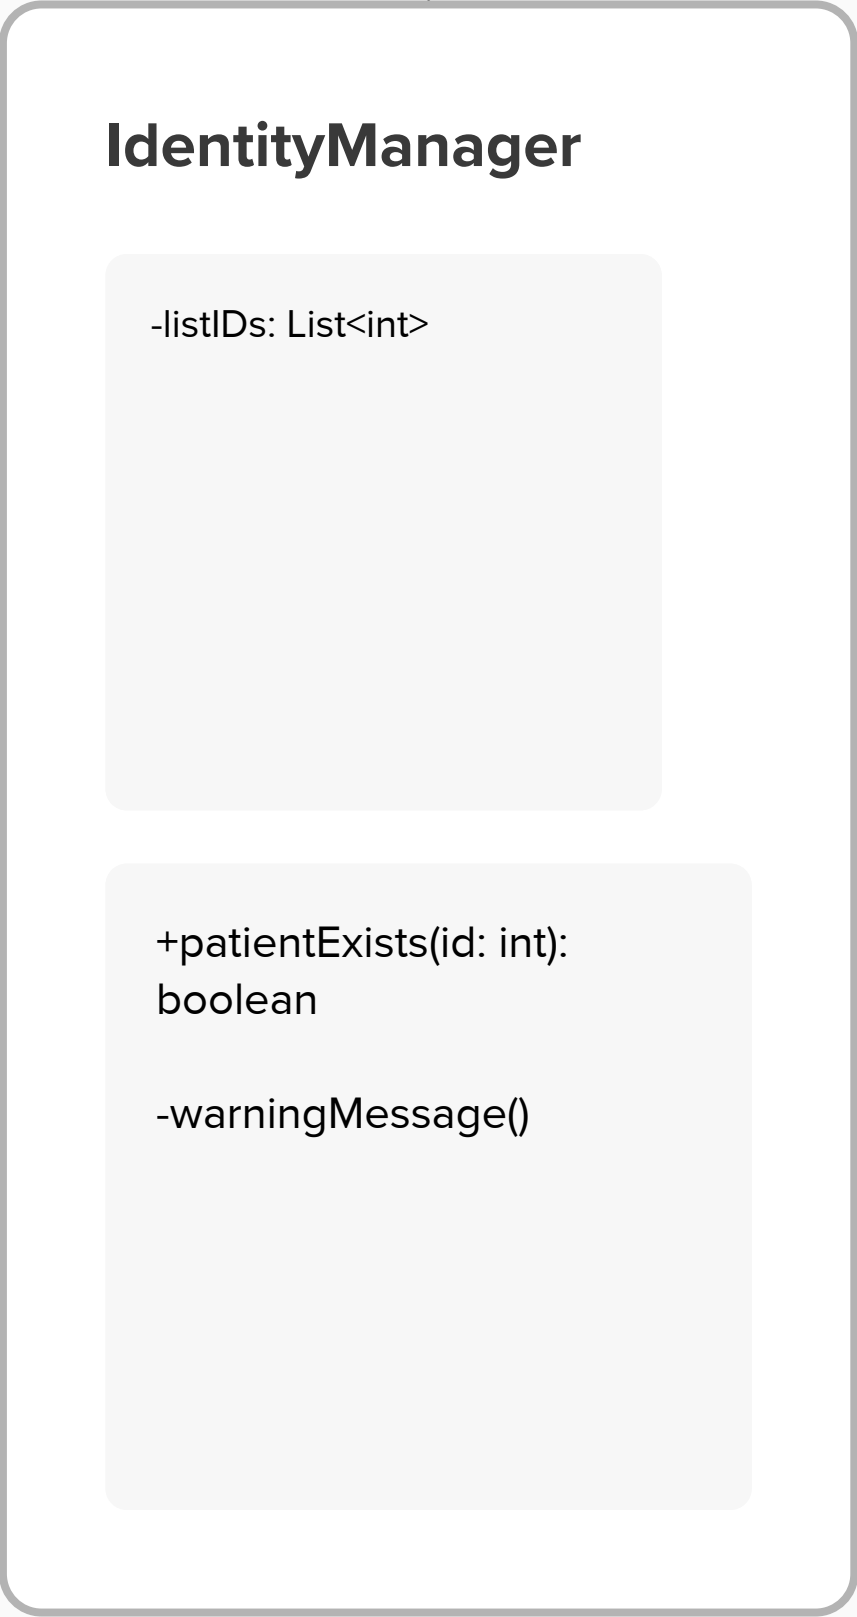 IdentityManager
-listIDs: List<int>
+patientExists(id: int):
boolean
-warningMessage()